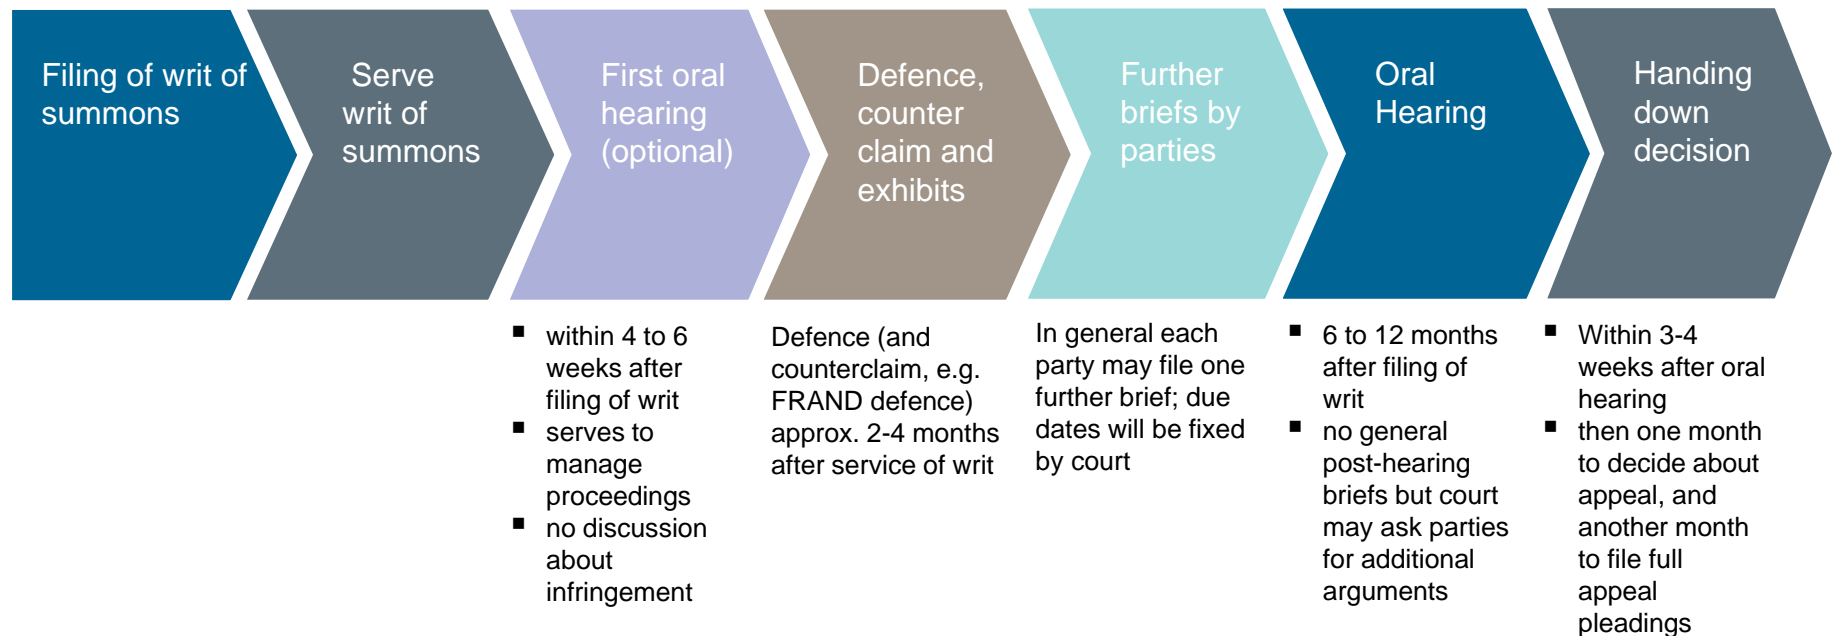 Filing of writ of
summons
Serve
writ of
summons
First oral
hearing
(optional)
Defence,
counter
claim and
exhibits
Further
briefs by
parties
Oral
Hearing
Handing
down
decision
▪ within 4 to 6
weeks after
filing of writ
▪ serves to
manage
proceedings
▪ no discussion
about
infringement
Defence (and
counterclaim, e.g.
FRAND defence)
approx. 2-4 months
after service of writ
In general each
party may file one
further brief; due
dates will be fixed
by court
▪ 6 to 12 months
after filing of
writ
▪ no general
post-hearing
briefs but court
may ask parties
for additional
arguments
▪ Within 3-4
weeks after oral
hearing
▪ then one month
to decide about
appeal, and
another month
to file full
appeal
pleadings